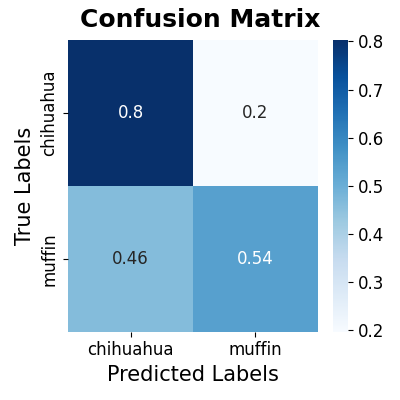 Confusion Matrix
True Labels
chihuahua
muffin
0.8
0.2
0.46
0.54
chihuahua
muffin
Predicted Labels
0.8
0.7
0.6
0.5
0.4
0.3
0.2